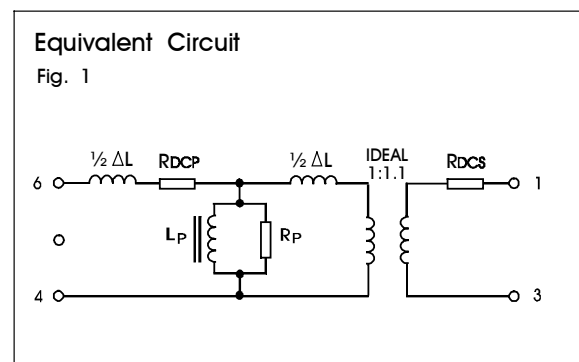 Equivalent Circuit
Fig. 1
½ ΔL
RDCP
½ ΔL
IDEAL
1:1.1
RDCS
6
1
LP
RP
4
3